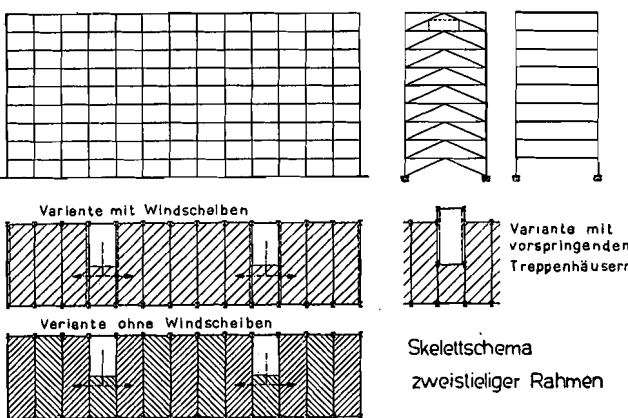 Variante mit Windscheiben
Variante mit
vorspringenden
Treppenhäusern
Variante ohne Windscheiben
Skelettschema
zweistieliger Rahmen